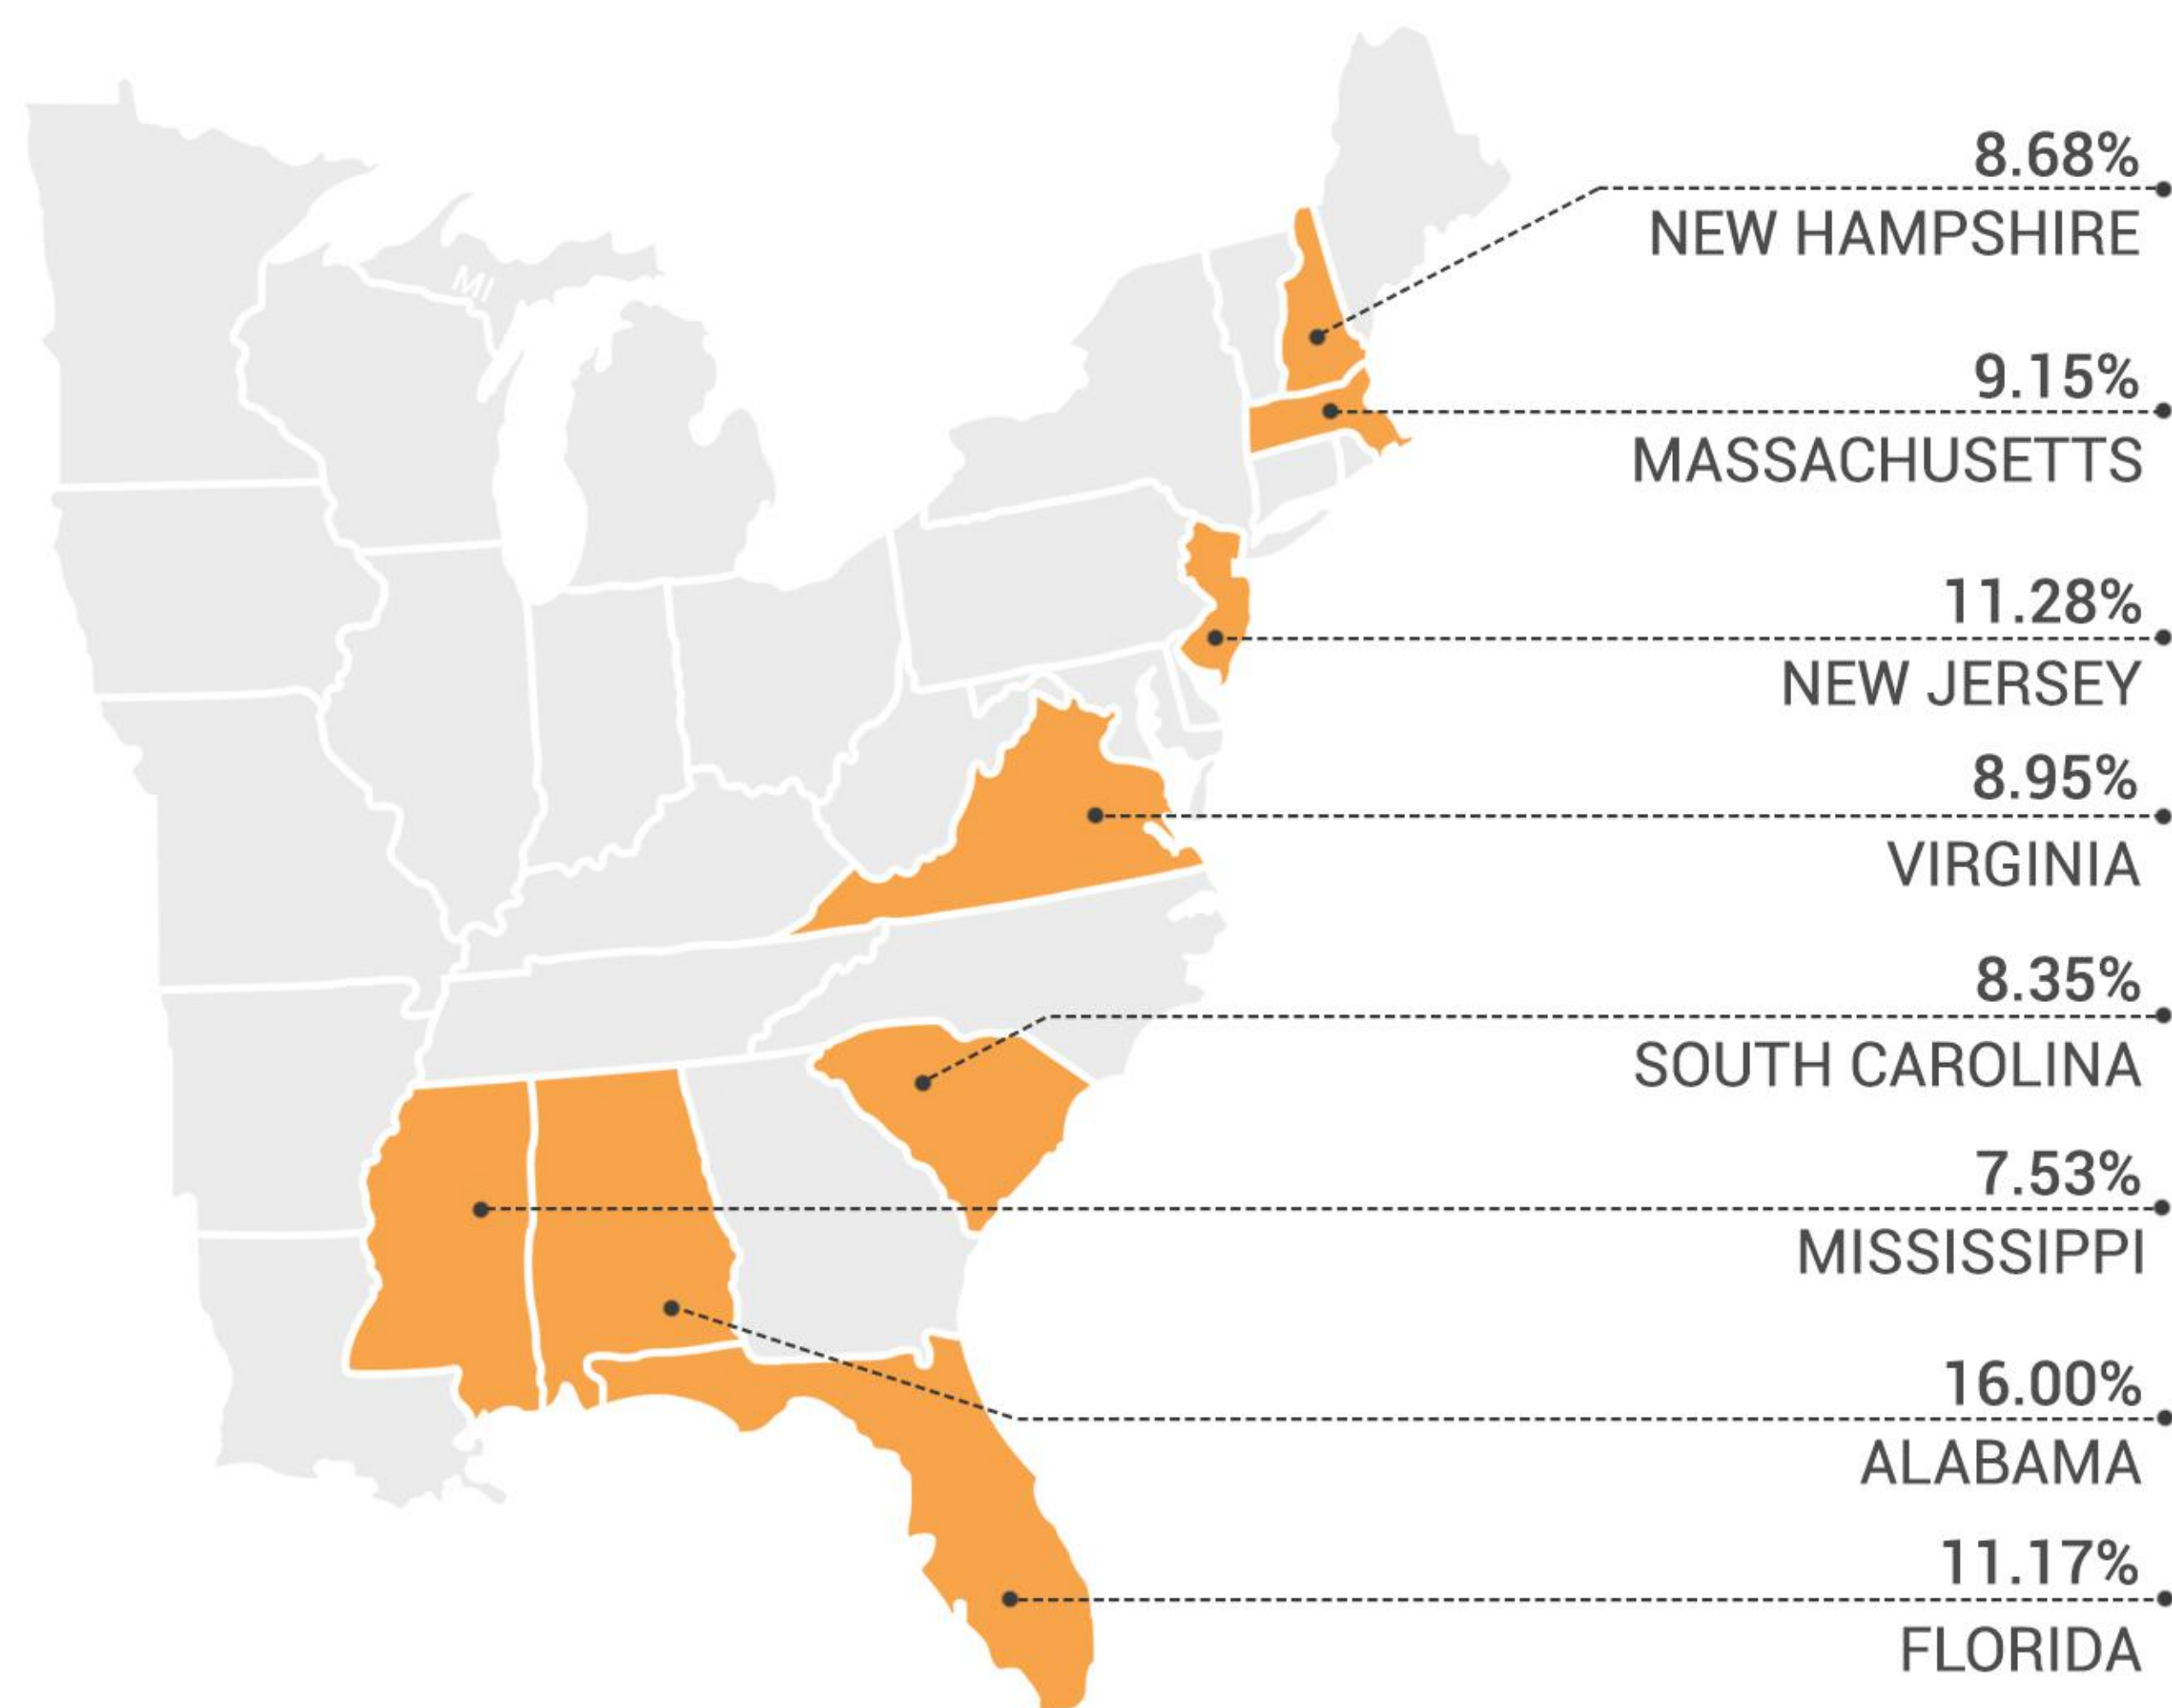 8.68%
NEW HAMPSHIRE
MI
9.15%
MASSACHUSETTS
11.28%
NEW JERSEY
8.95%
VIRGINIA
8.35%
SOUTH CAROLINA
7.53%
MISSISSIPPI
16.00%
ALABAMA
11.17%
FLORIDA